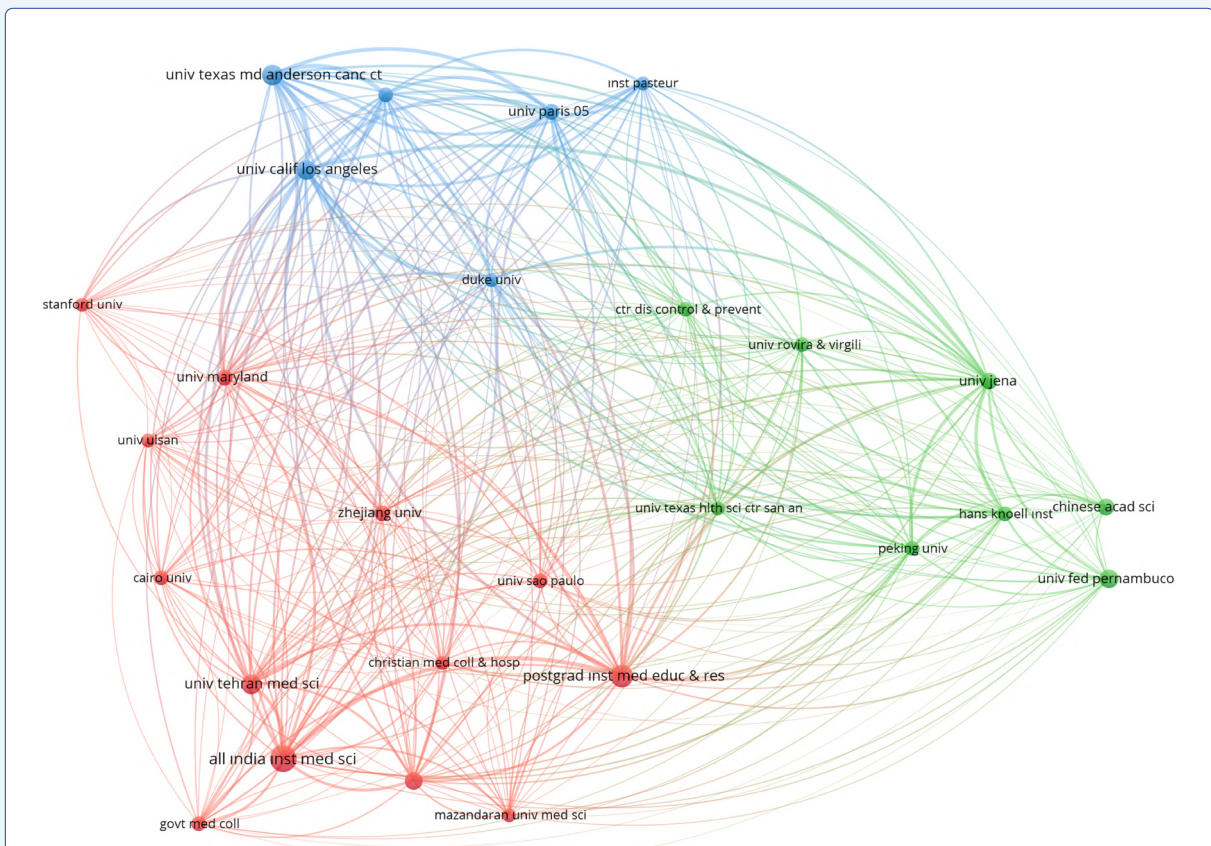 univ texas md anderson canc ct
inst pasteur
univ paris 05
univ calif los angeles
duke univ
stanford univ
ctr dis control & prevent
univ rovira & virgili
univ maryland
univ jena
univ ulsan
zhejiang univ
univ texas hlth sci ctr san an
hans knoell inst
chinese acad sci
peking univ
cairo univ
univ sao paulo
univ fed pernambuco
christian med coll & hosp
postgrad inst med educ & res
univ tehran med sci
all india inst med sci
mazandaran univ med sci
govt med coll